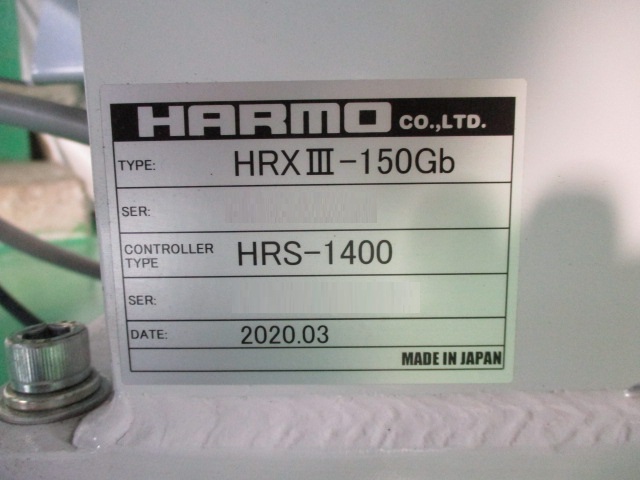 HARMO CO.,LTD.
TYPE: HRXⅢ-150Gb
SER:
CONTROLLER TYPE HRS-1400
SER:
DATE: 2020.03
MADE IN JAPAN